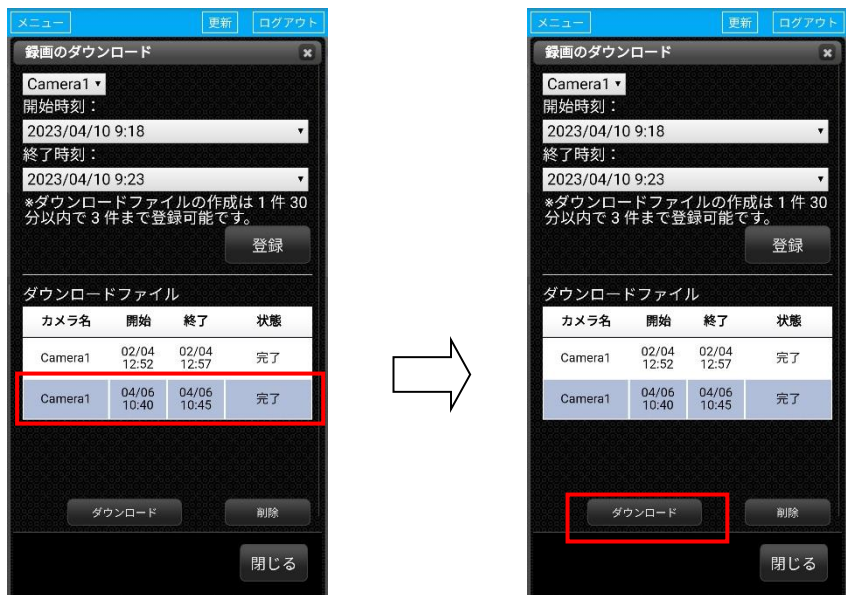 メニュー 更新 ログアウト
録画のダウンロード
Camera1
開始時刻：
2023/04/10 9:18
終了時刻：
2023/04/10 9:23
※ダウンロードファイルの作成は 1 件 30
分以内で 3 件まで登録可能です。
登録
ダウンロードファイル
カメラ名 開始 終了 状態
Camera1 02/04 12:52 02/04 12:57 完了
Camera1 04/06 10:40 04/06 10:45 完了
ダウンロード 削除
閉じる
メニュー 更新 ログアウト
録画のダウンロード
Camera1
開始時刻：
2023/04/10 9:18
終了時刻：
2023/04/10 9:23
※ダウンロードファイルの作成は 1 件 30
分以内で 3 件まで登録可能です。
登録
ダウンロードファイル
カメラ名 開始 終了 状態
Camera1 02/04 12:52 02/04 12:57 完了
Camera1 04/06 10:40 04/06 10:45 完了
ダウンロード 削除
閉じる